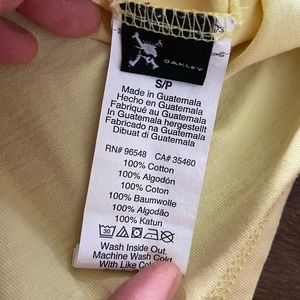 OAKLEY
S/P
Made in Guatemala
Hecho en Guatemala
Fabriqué au Guatemala
In Guatemala hergestellt
Fabricado na Guatemala
Dibuat di Guatemala
RN# 96548 CA# 35460
100% Cotton
100% Algodón
100% Coton
100% Baumwolle
100% Algodão
100% Katun
30
Wash Inside Out
Machine Wash Cold
With Like